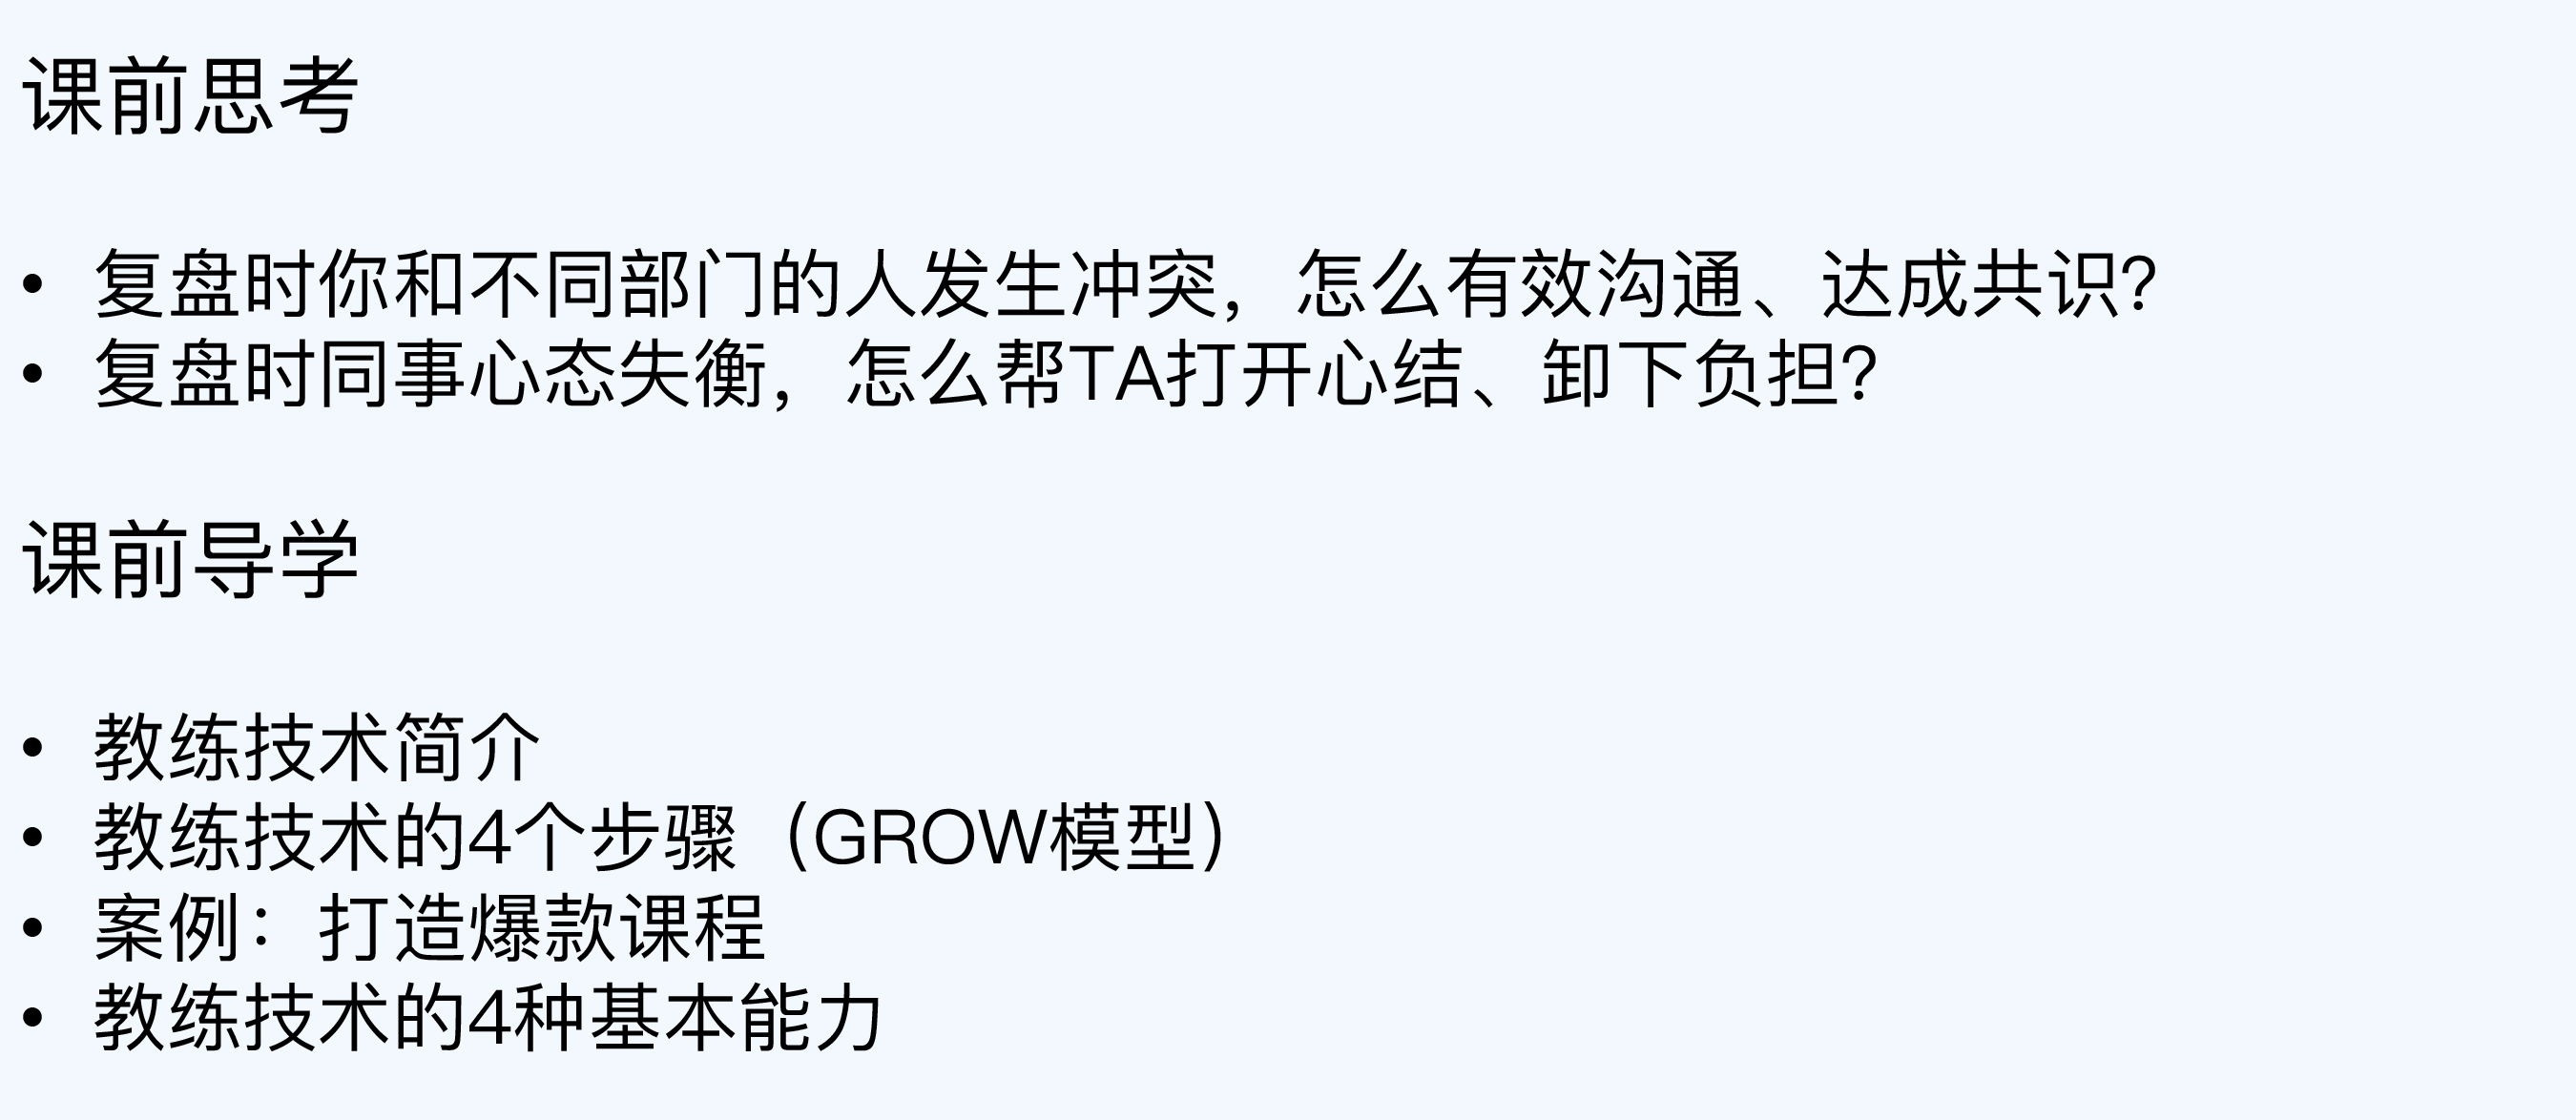 课前思考
• 复盘时你和不同部门的人发生冲突，怎么有效沟通、达成共识？
• 复盘时同事心态失衡，怎么帮TA打开心结、卸下负担？
课前导学
• 教练技术简介
• 教练技术的4个步骤（GROW模型）
• 案例：打造爆款课程
• 教练技术的4种基本能力